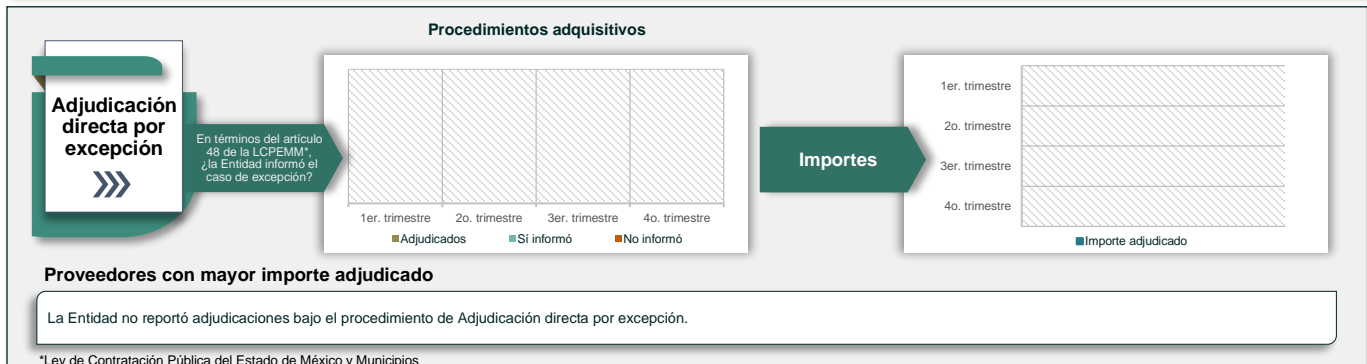 Procedimientos adquisitivos
Adjudicación
directa por
excepción
En términos del artículo
48 de la LCPEMM*,
¿la Entidad informó el
caso de excepción?
1er. trimestre 2o. trimestre 3er. trimestre 4o. trimestre
Adjudicados Sí informó No informó
Importes
1er. trimestre
2o. trimestre
3er. trimestre
4o. trimestre
Importe adjudicado
Proveedores con mayor importe adjudicado
La Entidad no reportó adjudicaciones bajo el procedimiento de Adjudicación directa por excepción.
*Ley de Contratación Pública del Estado de México y Municipios